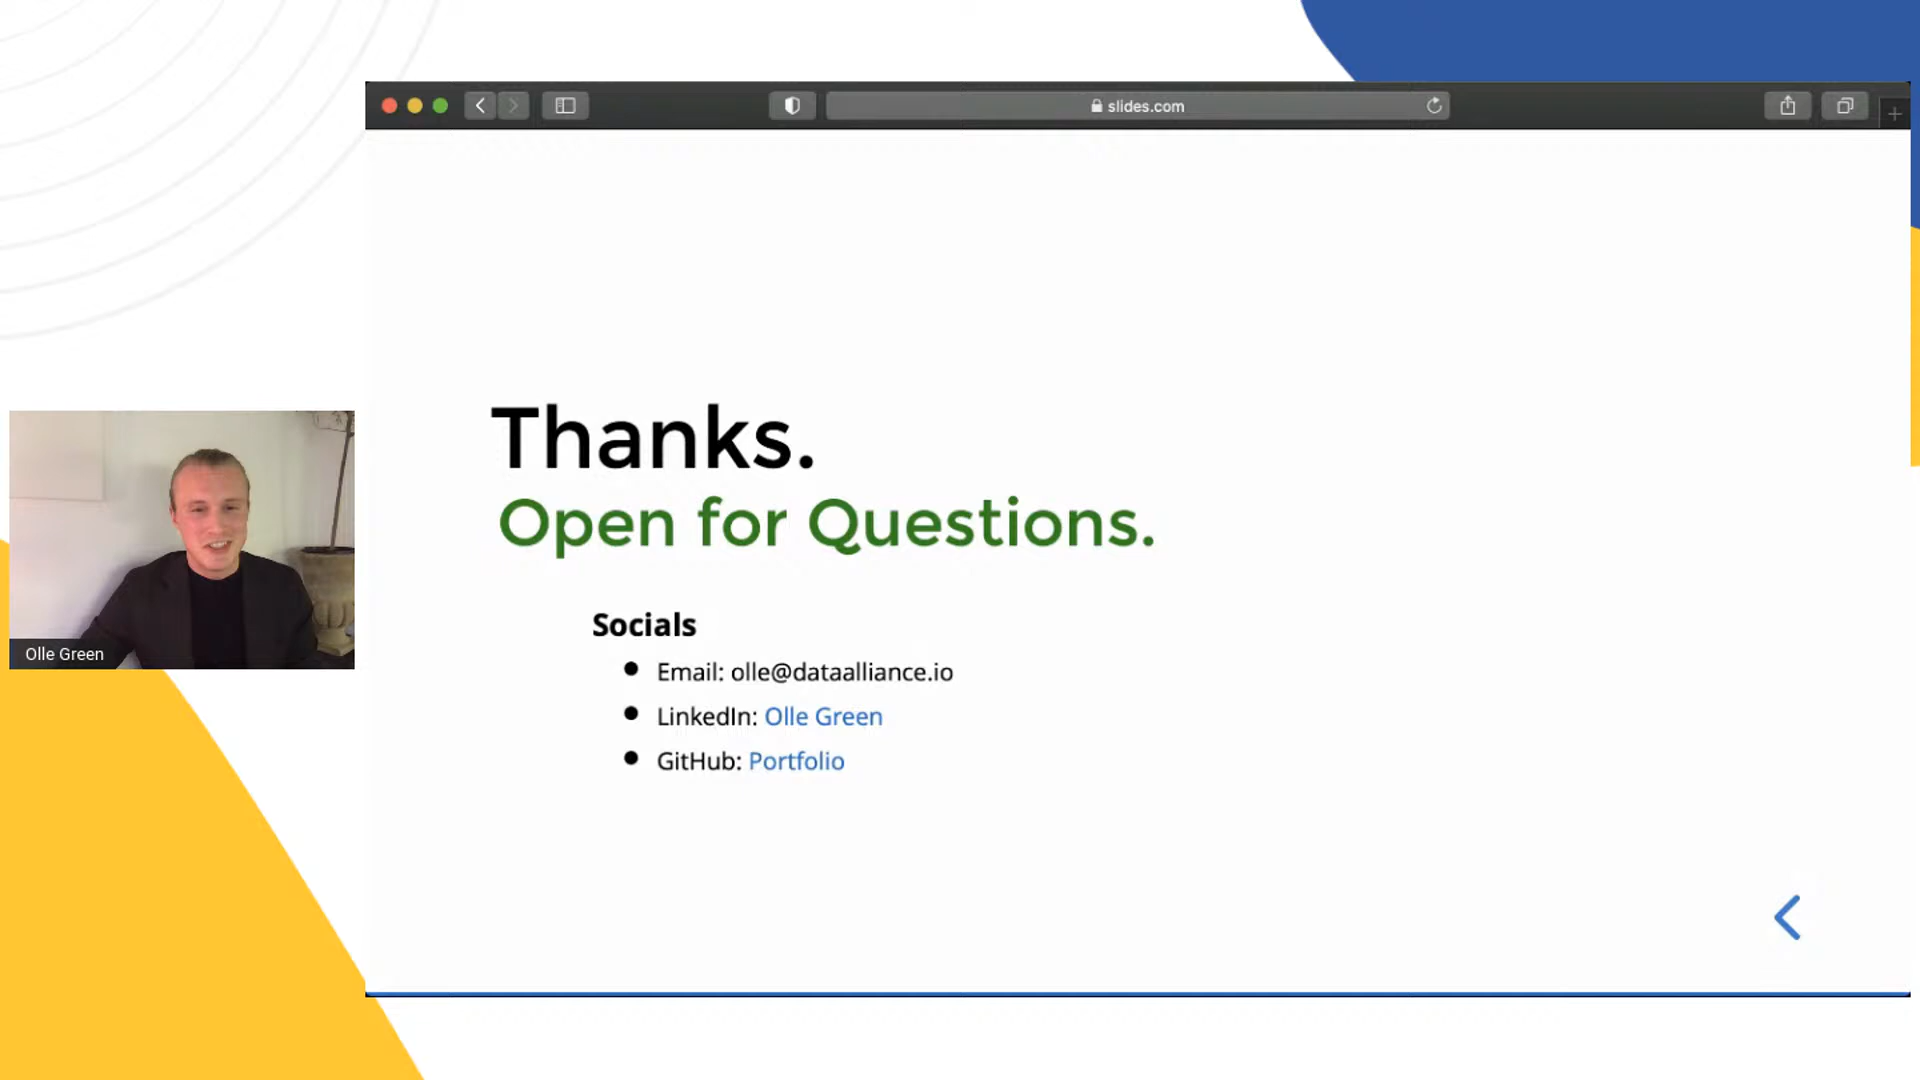 slides.com
Thanks.
Open for Questions.
Socials
Email: olle@dataalliance.io
LinkedIn: Olle Green
GitHub: Portfolio
Olle Green